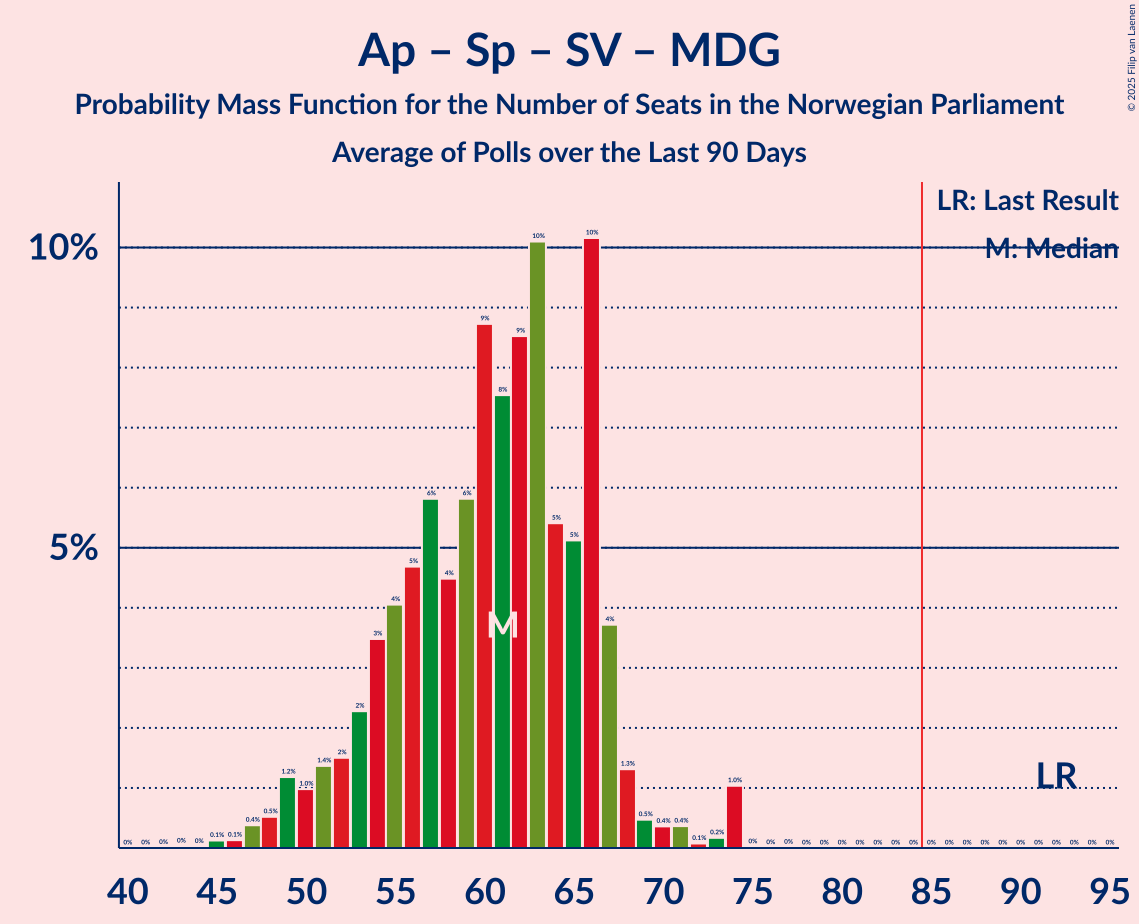 Ap – Sp – SV – MDG
Probability Mass Function for the Number of Seats in the Norwegian Parliament
Average of Polls over the Last 90 Days
© 2025 Filip van Laenen
LR: Last Result
M: Median
10%
5%
0% 0% 0% 0% 0% 0.1% 0.1% 0.4% 0.5% 1.2% 1.0% 1.4% 2% 2% 3% 4% 5% 6% 4% 6% 9% 8% 9% 10% 5% 5% 10% 4% 1.3% 0.5% 0.4% 0.4% 0.1% 0.2% 1.0% 0% 0% 0% 0% 0% 0% 0% 0% 0% 0% 0% 0% 0% 0% 0% 0% 0% 0% 0% 0% 0%
M
LR
40 45 50 55 60 65 70 75 80 85 90 95